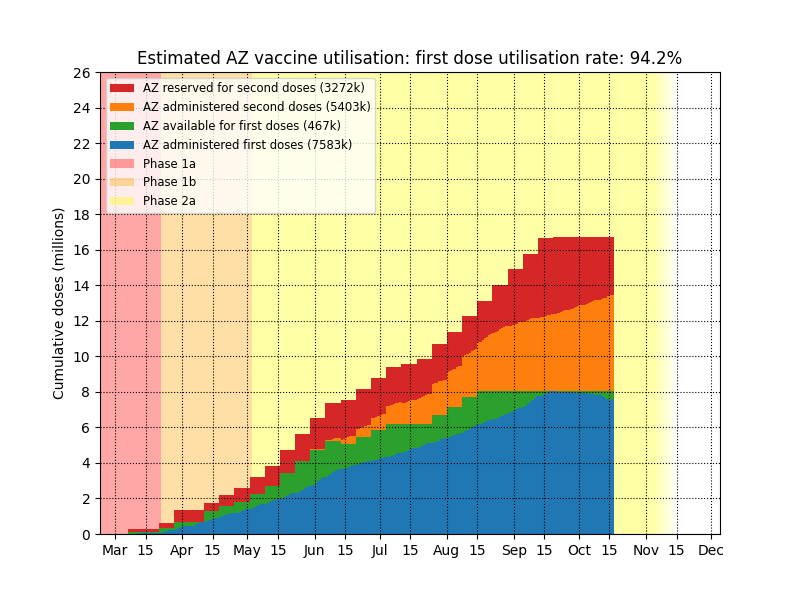 Estimated AZ vaccine utilisation: first dose utilisation rate: 94.2%
26
24
22
20
18
16
14
12
10
8
6
4
2
0
Cumulative doses (millions)
AZ reserved for second doses (3272k)
AZ administered second doses (5403k)
AZ available for first doses (467k)
AZ administered first doses (7583k)
Phase 1a
Phase 1b
Phase 2a
Mar 15 Apr 15 May 15 Jun 15 Jul 15 Aug 15 Sep 15 Oct 15 Nov 15 Dec